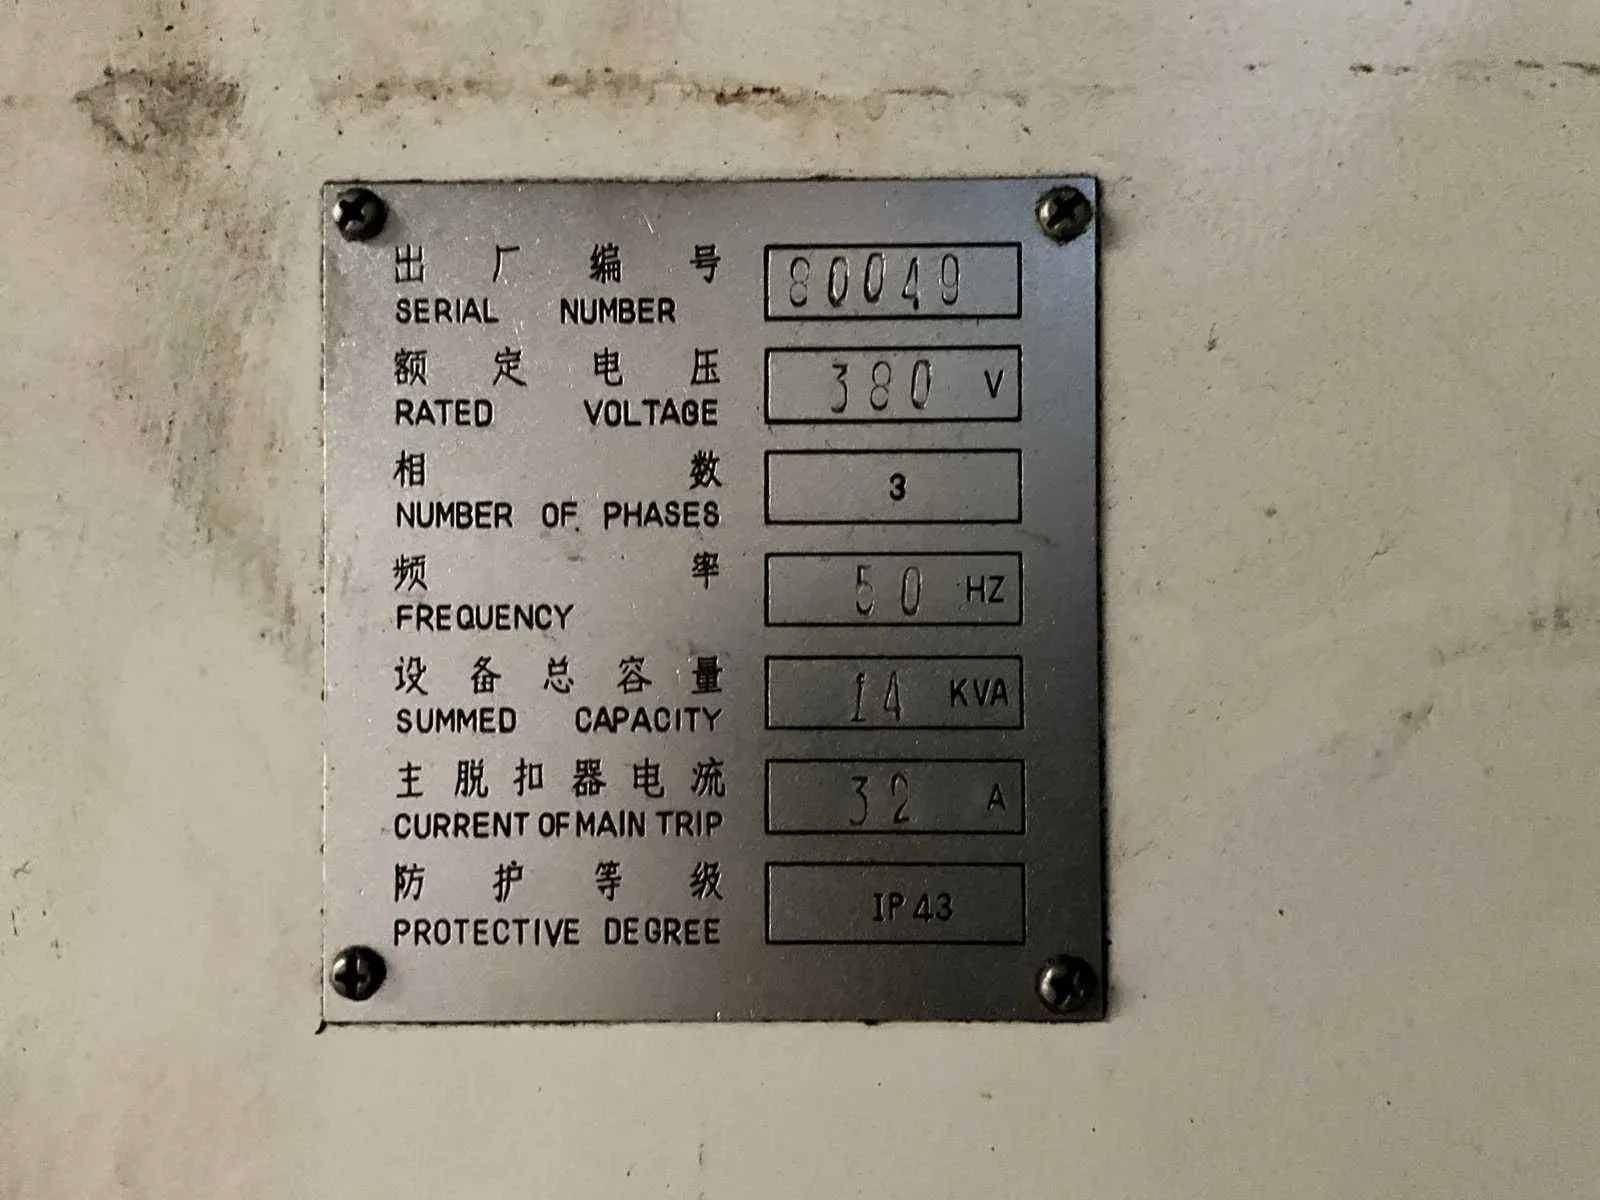 出厂编号 80049
SERIAL NUMBER
额定电压 380 V
RATED VOLTAGE
相数 3
NUMBER OF PHASES
频率 50 HZ
FREQUENCY
设备总容量 14 KVA
SUMMED CAPACITY
主脱扣器电流 32 A
CURRENT OF MAIN TRIP
防护等级 IP43
PROTECTIVE DEGREE